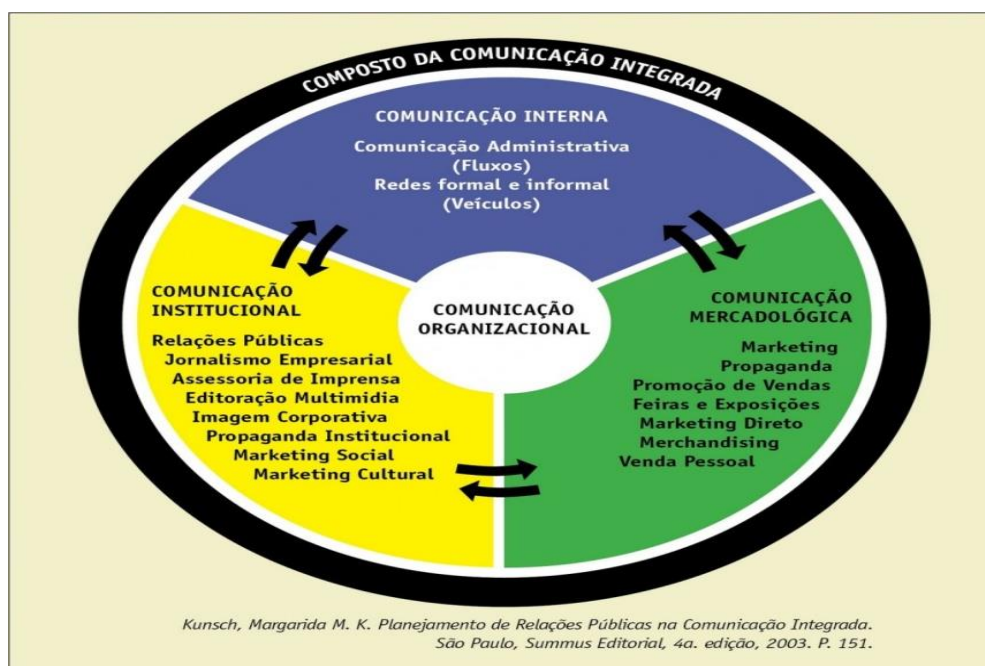 COMPOSTO DA COMUNICAÇÃO INTEGRADA
COMUNICAÇÃO INTERNA
Comunicação Administrativa
(Fluxos)
Redes formal e informal
(Veículos)
COMUNICAÇÃO
ORGANIZACIONAL
COMUNICAÇÃO
INSTITUCIONAL
Relações Públicas
Jornalismo Empresarial
Assessoria de Imprensa
Editoração Multimidia
Imagem Corporativa
Propaganda Institucional
Marketing Social
Marketing Cultural
COMUNICAÇÃO
MERCADOLÓGICA
Marketing
Propaganda
Promoção de Vendas
Feiras e Exposições
Marketing Direto
Merchandising
Venda Pessoal
Kunsch, Margarida M. K. Planejamento de Relações Públicas na Comunicação Integrada.
São Paulo, Summus Editorial, 4a. edição, 2003. P. 151.